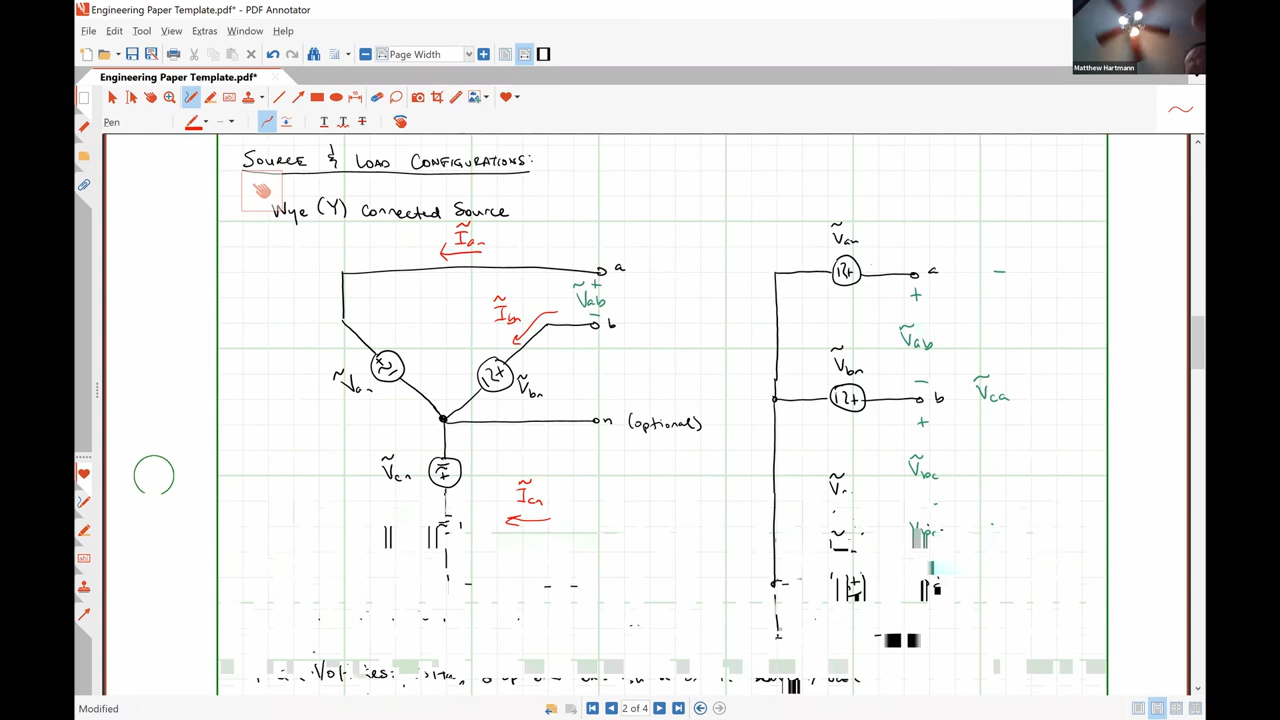 Engineering Paper Template.pdf* - PDF Annotator
File Edit Tool View Extras Window Help
Page Width
Engineering Paper Template.pdf*
Pen
Matthew Hartmann
SOURCE & LOAD CONFIGURATIONS:
Wye (Y) Connected Source
Ĩan
a
+
Ṽab
-
b
Ĩbn
Ṽan
Ṽbn
n (optional)
Ṽcn
Ĩcn
Ṽan
a
-
+
Ṽab
Ṽbn
-
b
Ṽca
+
Ṽbc
Modified
2 of 4